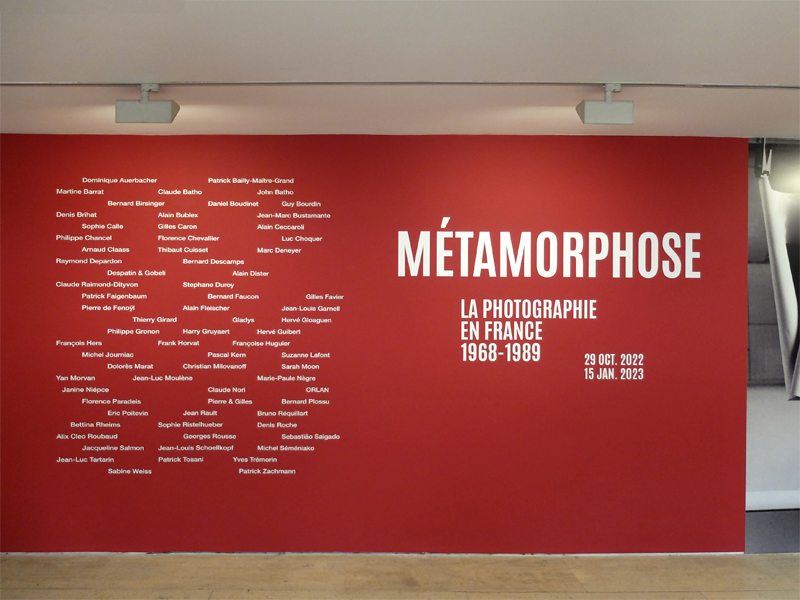 Dominique Auerbacher Patrick Bailly-Maître-Grand
Martine Barrat Claude Batho John Batho
Bernard Birsinger Daniel Boudinet Guy Bourdin
Denis Brihat Alain Bublex Jean-Marc Bustamante
Sophie Calle Gilles Caron Alain Ceccaroli
Philippe Chancel Florence Chevallier Luc Choquer
Arnaud Claass Thibaut Cuisset Marc Deneyer
Raymond Depardon Bernard Descamps
Despatin & Gobeli Alain Dister
Claude Raimond-Dityvon Stephane Duroy
Patrick Faigenbaum Bernard Faucon Gilles Favier
Pierre de Fenoÿl Alain Fleischer Jean-Louis Garnell
Thierry Girard Gladys Hervé Gloaguen
Philippe Gronon Harry Gruyaert Hervé Guibert
François Hers Frank Horvat Françoise Huguier
Michel Journiac Pascal Kern Suzanne Lafont
Dolorès Marat Christian Milovanoff Sarah Moon
Yan Morvan Jean-Luc Moulène Marie-Paule Nègre
Janine Niépce Claude Nori ORLAN
Florence Paradeis Pierre & Gilles Bernard Plossu
Eric Poitevin Jean Rault Bruno Réquillart
Bettina Rheims Sophie Ristelhueber Denis Roche
Alix Cleo Roubaud Georges Rousse Sebastião Salgado
Jacqueline Salmon Jean-Louis Schoellkopf Michel Séméniako
Jean-Luc Tartarin Patrick Tosani Yves Trémorin
Sabine Weiss Patrick Zachmann
MÉTAMORPHOSE
LA PHOTOGRAPHIE
EN FRANCE
1968-1989
29 OCT. 2022
15 JAN. 2023